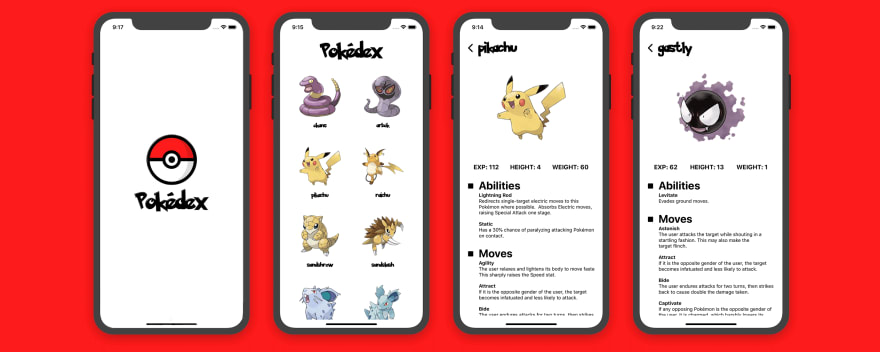 9:17
Pokédex
9:15
Pokédex
ekans
arbok
pikachu
raichu
sandshrew
sandslash
9:14
pikachu
EXP: 112 HEIGHT: 4 WEIGHT: 60
Abilities
Lightning Rod
Redirects single-target electric moves to this
Pokémon where possible. Absorbs Electric moves,
raising Special Attack one stage.
Static
Has a 30% chance of paralyzing attacking Pokémon
on contact.
Moves
Agility
The user relaxes and lightens its body to move faste
This sharply raises the Speed stat.
Attract
If it is the opposite gender of the user, the target
becomes infatuated and less likely to attack.
Bide
The user endures attacks for two turns, then strikes
9:22
gastly
EXP: 62 HEIGHT: 13 WEIGHT: 1
Abilities
Levitate
Evades ground moves.
Moves
Astonish
The user attacks the target while shouting in a
startling fashion. This may also make the
target flinch.
Attract
If it is the opposite gender of the user, the target
becomes infatuated and less likely to attack.
Bide
The user endures attacks for two turns, then strikes
back to cause double the damage taken.
Captivate
If any opposing Pokémon is the opposite gender of
the user, it is charmed, which harshly lowers its